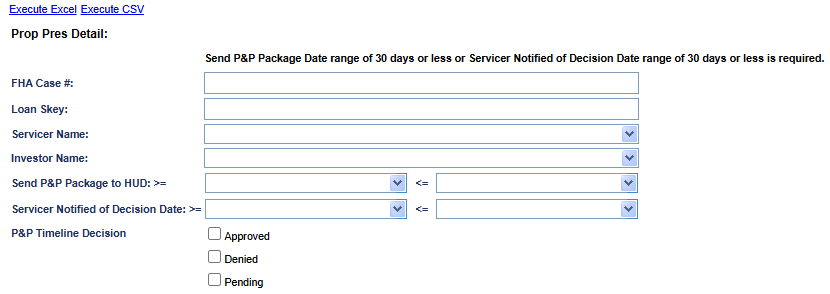 Execute Excel Execute CSV
Prop Pres Detail:
Send P&P Package Date range of 30 days or less or Servicer Notified of Decision Date range of 30 days or less is required.
FHA Case #:
Loan Skey:
Servicer Name:
Investor Name:
Send P&P Package to HUD: >= <=
Servicer Notified of Decision Date: >= <=
P&P Timeline Decision Approved
Denied
Pending